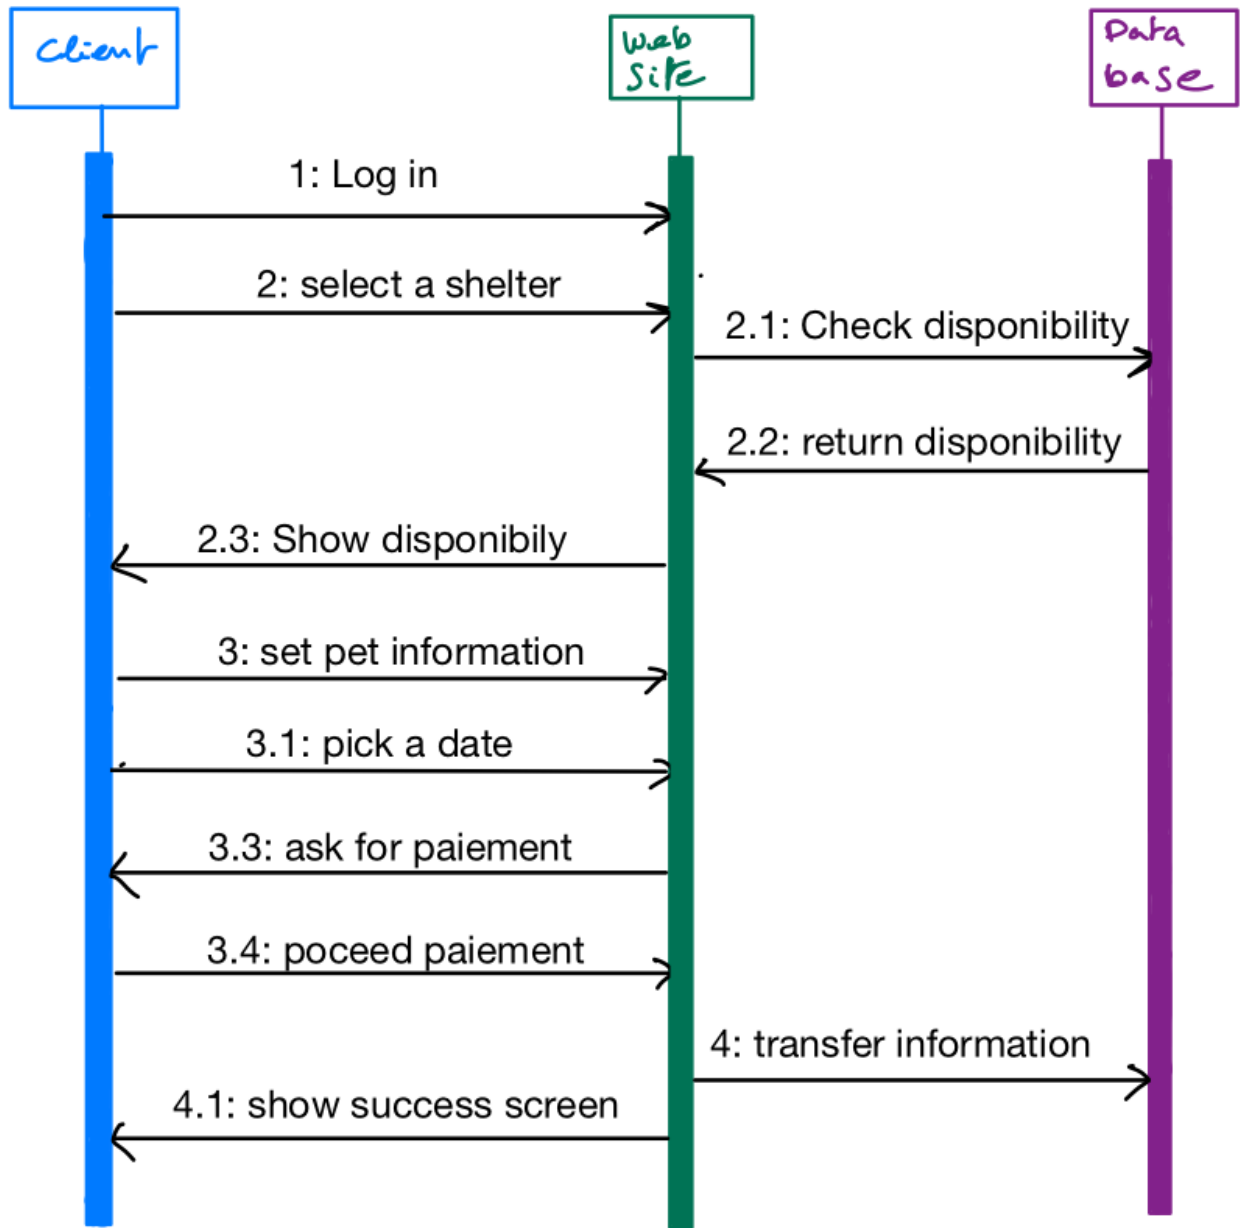 Client
Web
Site
Data
base
1: Log in
2: select a shelter
2.1: Check disponibility
2.2: return disponibility
2.3: Show disponibily
3: set pet information
3.1: pick a date
3.3: ask for paiement
3.4: poceed paiement
4: transfer information
4.1: show success screen